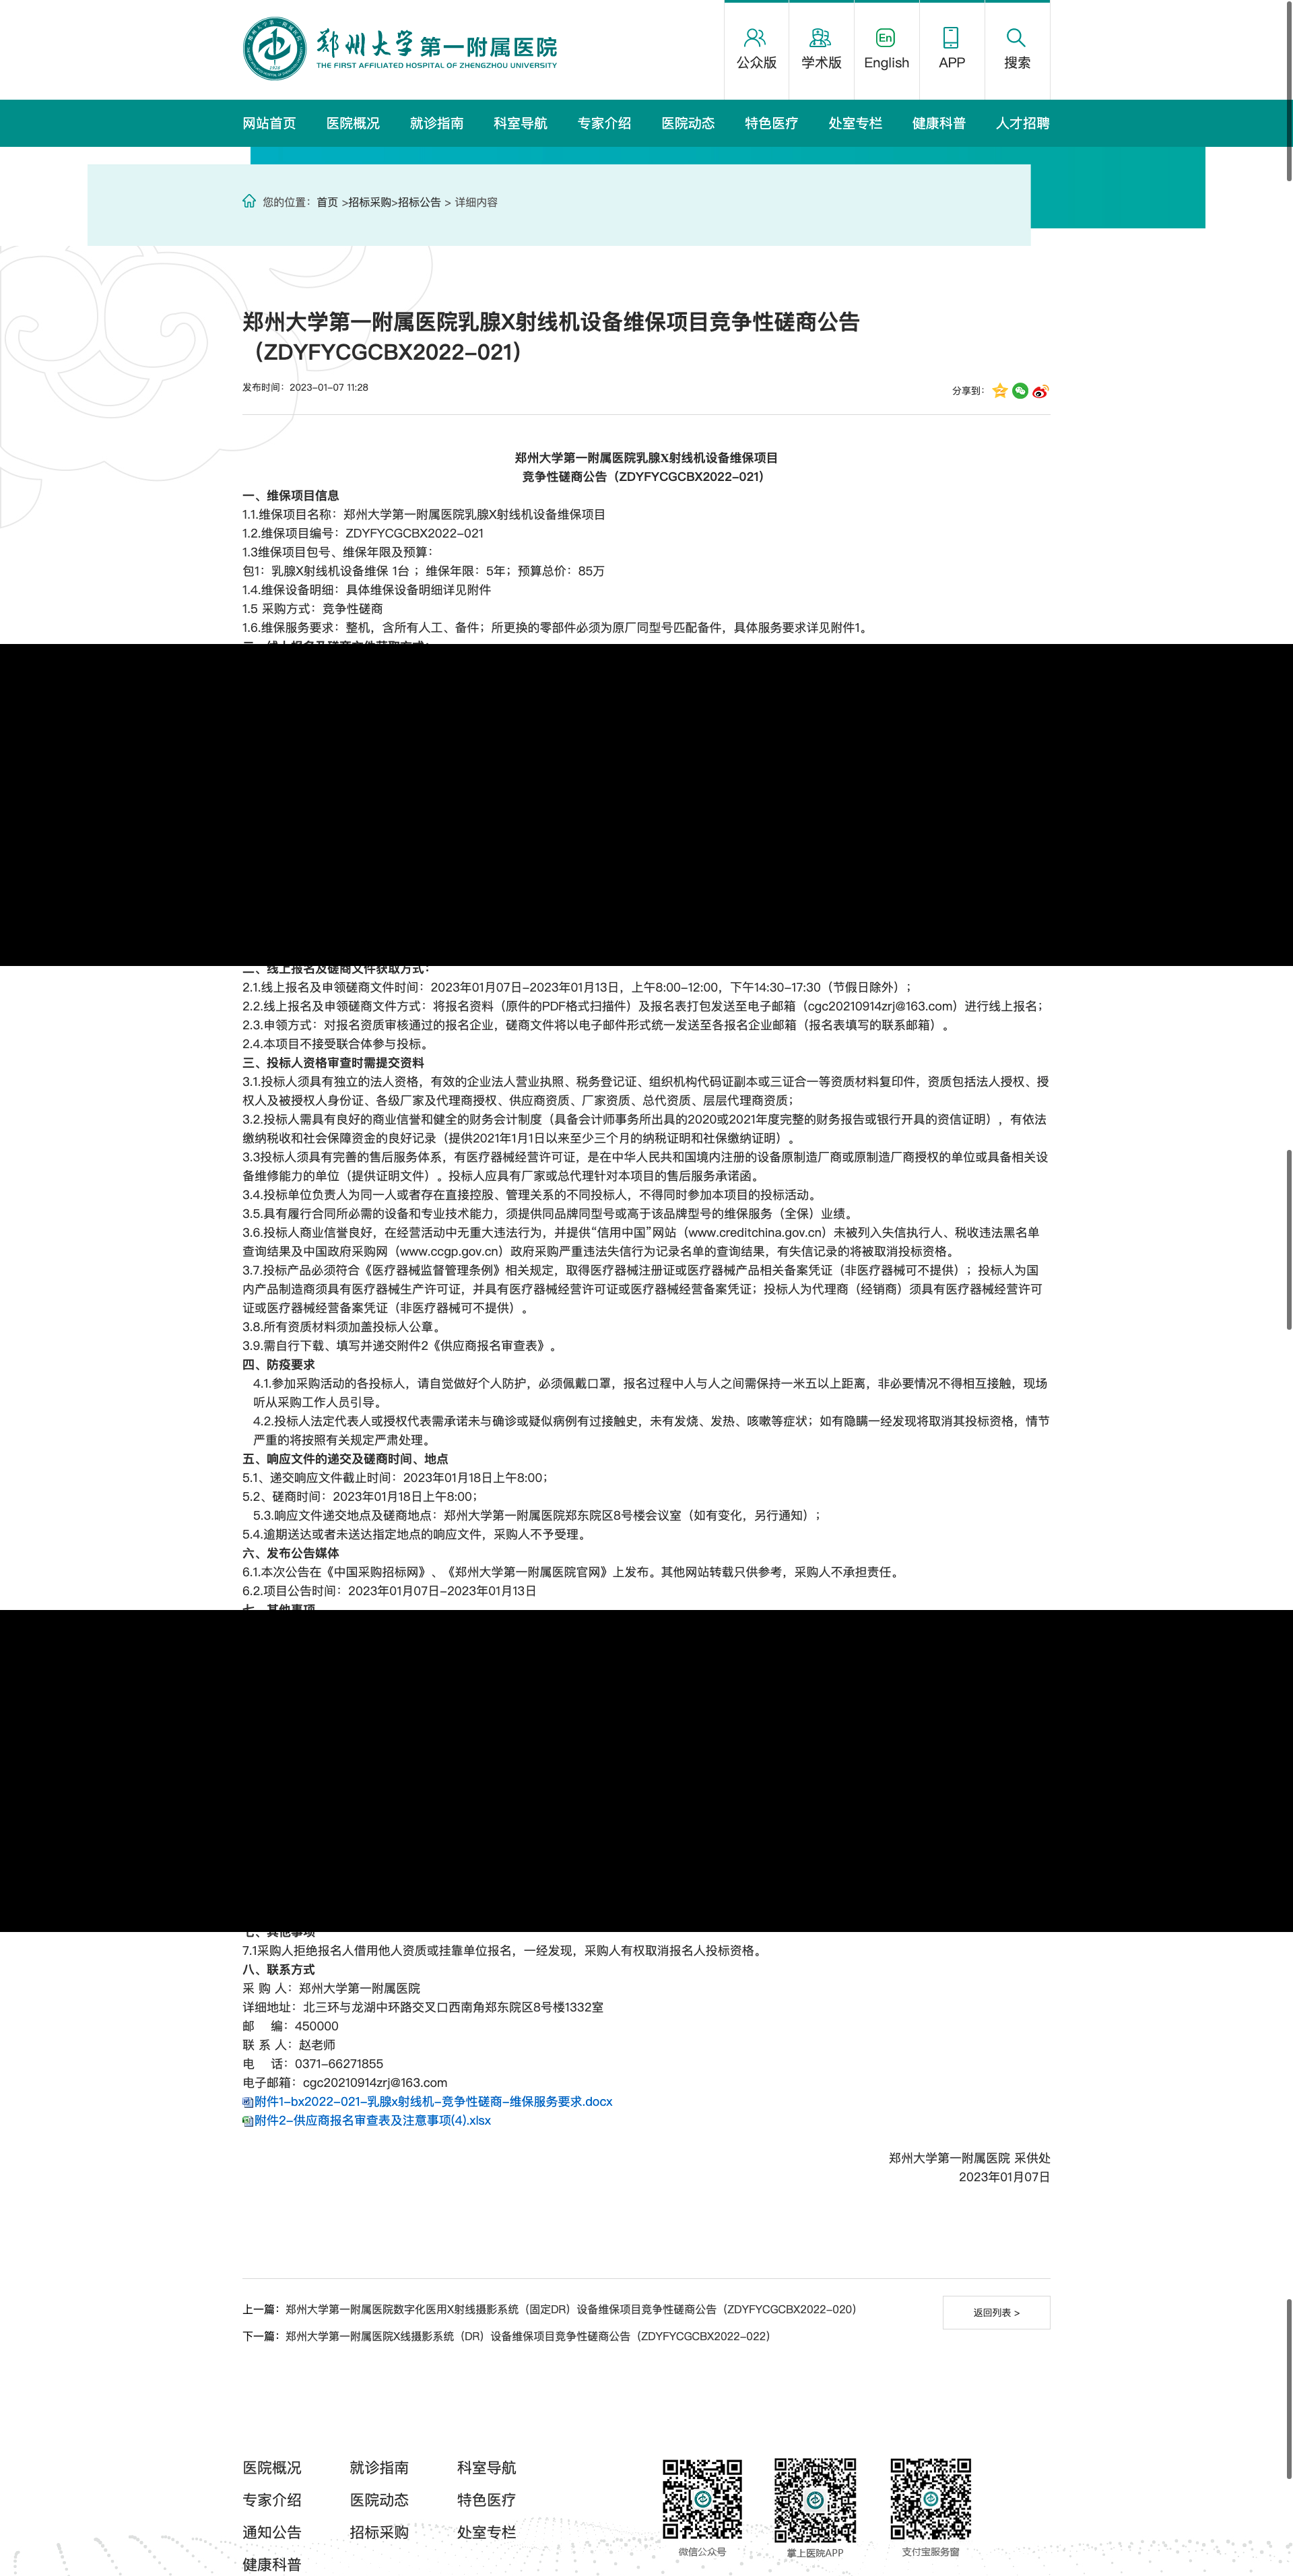 郑州大学第一附属医院
THE FIRST AFFILIATED HOSPITAL OF ZHENGZHOU UNIVERSITY
公众版 学术版 English APP 搜索
网站首页 医院概况 就诊指南 科室导航 专家介绍 医院动态 特色医疗 处室专栏 健康科普 人才招聘
您的位置：首页 >招标采购>招标公告 > 详细内容
郑州大学第一附属医院乳腺X射线机设备维保项目竞争性磋商公告
（ZDYFYCGCBX2022-021）
发布时间：2023-01-07 11:28
分享到：
郑州大学第一附属医院乳腺X射线机设备维保项目
竞争性磋商公告（ZDYFYCGCBX2022-021）
一、维保项目信息
1.1.维保项目名称：郑州大学第一附属医院乳腺X射线机设备维保项目
1.2.维保项目编号：ZDYFYCGCBX2022-021
1.3维保项目包号、维保年限及预算：
包1：乳腺X射线机设备维保 1台 ；维保年限：5年；预算总价：85万
1.4.维保设备明细：具体维保设备明细详见附件
1.5 采购方式：竞争性磋商
1.6.维保服务要求：整机，含所有人工、备件；所更换的零部件必须为原厂同型号匹配备件，具体服务要求详见附件1。
二、线上报名及磋商文件获取方式：
2.1.线上报名及申领磋商文件时间：2023年01月07日-2023年01月13日，上午8:00-12:00，下午14:30-17:30（节假日除外）；
2.2.线上报名及申领磋商文件方式：将报名资料（原件的PDF格式扫描件）及报名表打包发送至电子邮箱（cgc20210914zrj@163.com）进行线上报名；
2.3.申领方式：对报名资质审核通过的报名企业，磋商文件将以电子邮件形式统一发送至各报名企业邮箱（报名表填写的联系邮箱）。
2.4.本项目不接受联合体参与投标。
三、投标人资格审查时需提交资料
3.1.投标人须具有独立的法人资格，有效的企业法人营业执照、税务登记证、组织机构代码证副本或三证合一等资质材料复印件，资质包括法人授权、授
权人及被授权人身份证、各级厂家及代理商授权、供应商资质、厂家资质、总代资质、层层代理商资质；
3.2.投标人需具有良好的商业信誉和健全的财务会计制度（具备会计师事务所出具的2020或2021年度完整的财务报告或银行开具的资信证明），有依法
缴纳税收和社会保障资金的良好记录（提供2021年1月1日以来至少三个月的纳税证明和社保缴纳证明）。
3.3投标人须具有完善的售后服务体系，有医疗器械经营许可证，是在中华人民共和国境内注册的设备原制造厂商或原制造厂商授权的单位或具备相关设
备维修能力的单位（提供证明文件）。投标人应具有厂家或总代理针对本项目的售后服务承诺函。
3.4.投标单位负责人为同一人或者存在直接控股、管理关系的不同投标人，不得同时参加本项目的投标活动。
3.5.具有履行合同所必需的设备和专业技术能力，须提供同品牌同型号或高于该品牌型号的维保服务（全保）业绩。
3.6.投标人商业信誉良好，在经营活动中无重大违法行为，并提供“信用中国”网站（www.creditchina.gov.cn）未被列入失信执行人、税收违法黑名单
查询结果及中国政府采购网（www.ccgp.gov.cn）政府采购严重违法失信行为记录名单的查询结果，有失信记录的将被取消投标资格。
3.7.投标产品必须符合《医疗器械监督管理条例》相关规定，取得医疗器械注册证或医疗器械产品相关备案凭证（非医疗器械可不提供）；投标人为国
内产品制造商须具有医疗器械生产许可证，并具有医疗器械经营许可证或医疗器械经营备案凭证；投标人为代理商（经销商）须具有医疗器械经营许可
证或医疗器械经营备案凭证（非医疗器械可不提供）。
3.8.所有资质材料须加盖投标人公章。
3.9.需自行下载、填写并递交附件2《供应商报名审查表》。
四、防疫要求
4.1.参加采购活动的各投标人，请自觉做好个人防护，必须佩戴口罩，报名过程中人与人之间需保持一米五以上距离，非必要情况不得相互接触，现场
听从采购工作人员引导。
4.2.投标人法定代表人或授权代表需承诺未与确诊或疑似病例有过接触史，未有发烧、发热、咳嗽等症状；如有隐瞒一经发现将取消其投标资格，情节
严重的将按照有关规定严肃处理。
五、响应文件的递交及磋商时间、地点
5.1、递交响应文件截止时间：2023年01月18日上午8:00；
5.2、磋商时间：2023年01月18日上午8:00；
5.3.响应文件递交地点及磋商地点：郑州大学第一附属医院郑东院区8号楼会议室（如有变化，另行通知）；
5.4.逾期送达或者未送达指定地点的响应文件，采购人不予受理。
六、发布公告媒体
6.1.本次公告在《中国采购招标网》、《郑州大学第一附属医院官网》上发布。其他网站转载只供参考，采购人不承担责任。
6.2.项目公告时间：2023年01月07日-2023年01月13日
七、其他事项
7.1采购人拒绝报名人借用他人资质或挂靠单位报名，一经发现，采购人有权取消报名人投标资格。
八、联系方式
采 购 人：郑州大学第一附属医院
详细地址：北三环与龙湖中环路交叉口西南角郑东院区8号楼1332室
邮 编：450000
联 系 人：赵老师
电 话：0371-66271855
电子邮箱：cgc20210914zrj@163.com
附件1-bx2022-021-乳腺x射线机-竞争性磋商-维保服务要求.docx
附件2-供应商报名审查表及注意事项(4).xlsx
郑州大学第一附属医院 采供处
2023年01月07日
上一篇：郑州大学第一附属医院数字化医用X射线摄影系统（固定DR）设备维保项目竞争性磋商公告（ZDYFYCGCBX2022-020）
返回列表 >
下一篇：郑州大学第一附属医院X线摄影系统（DR）设备维保项目竞争性磋商公告（ZDYFYCGCBX2022-022）
医院概况 就诊指南 科室导航
专家介绍 医院动态 特色医疗
通知公告 招标采购 处室专栏
健康科普
微信公众号 掌上医院APP 支付宝服务窗